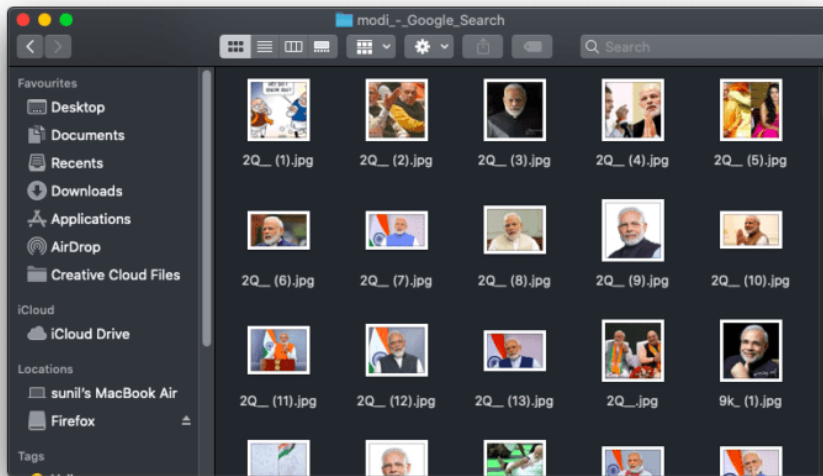 modi_-_Google_Search
Search
Favourites
Desktop
Documents
Recents
Downloads
Applications
AirDrop
Creative Cloud Files
iCloud
iCloud Drive
Locations
sunil's MacBook Air
Firefox
Tags
2Q__ (1).jpg
2Q__ (2).jpg
2Q__ (3).jpg
2Q__ (4).jpg
2Q__ (5).jpg
2Q__ (6).jpg
2Q__ (7).jpg
2Q__ (8).jpg
2Q__ (9).jpg
2Q__ (10).jpg
2Q__ (11).jpg
2Q__ (12).jpg
2Q__ (13).jpg
2Q__.jpg
9k_ (1).jpg